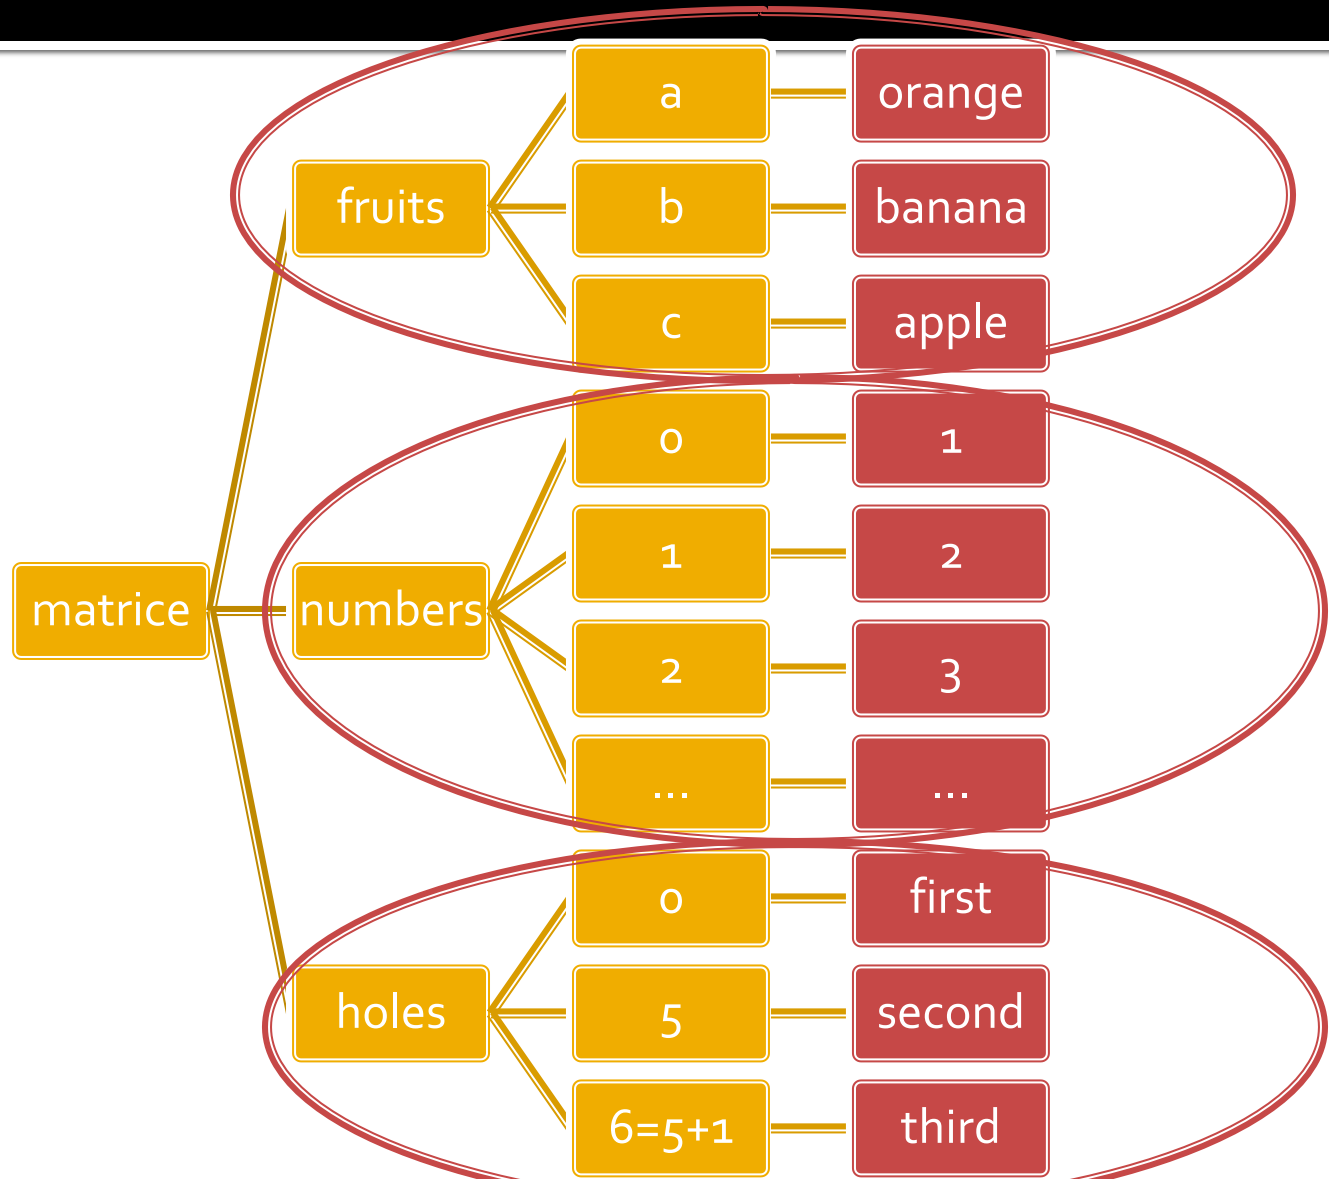 a orange
fruits b banana
c apple
0 1
1 2
matrice numbers
2 3
... ...
0 first
holes 5 second
6=5+1 third